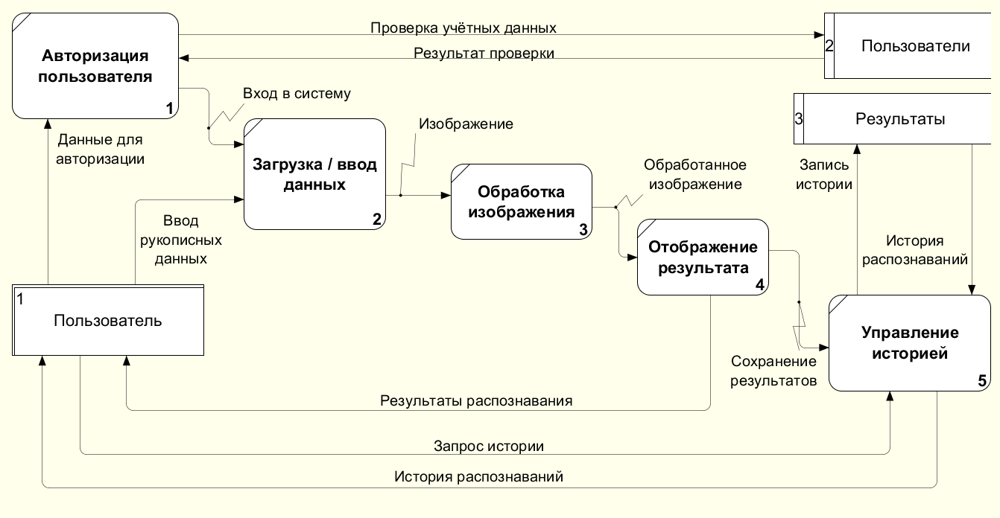 Проверка учётных данных
Результат проверки
Авторизация
пользователя
1
2
Пользователи
Вход в систему
3
Результаты
Данные для
авторизации
Изображение
Загрузка / ввод
данных
2
Обработанное
изображение
Запись
истории
Обработка
изображения
3
Ввод
рукописных
данных
История
распознаваний
Отображение
результата
4
1
Пользователь
Управление
историей
5
Сохранение
результатов
Результаты распознавания
Запрос истории
История распознаваний